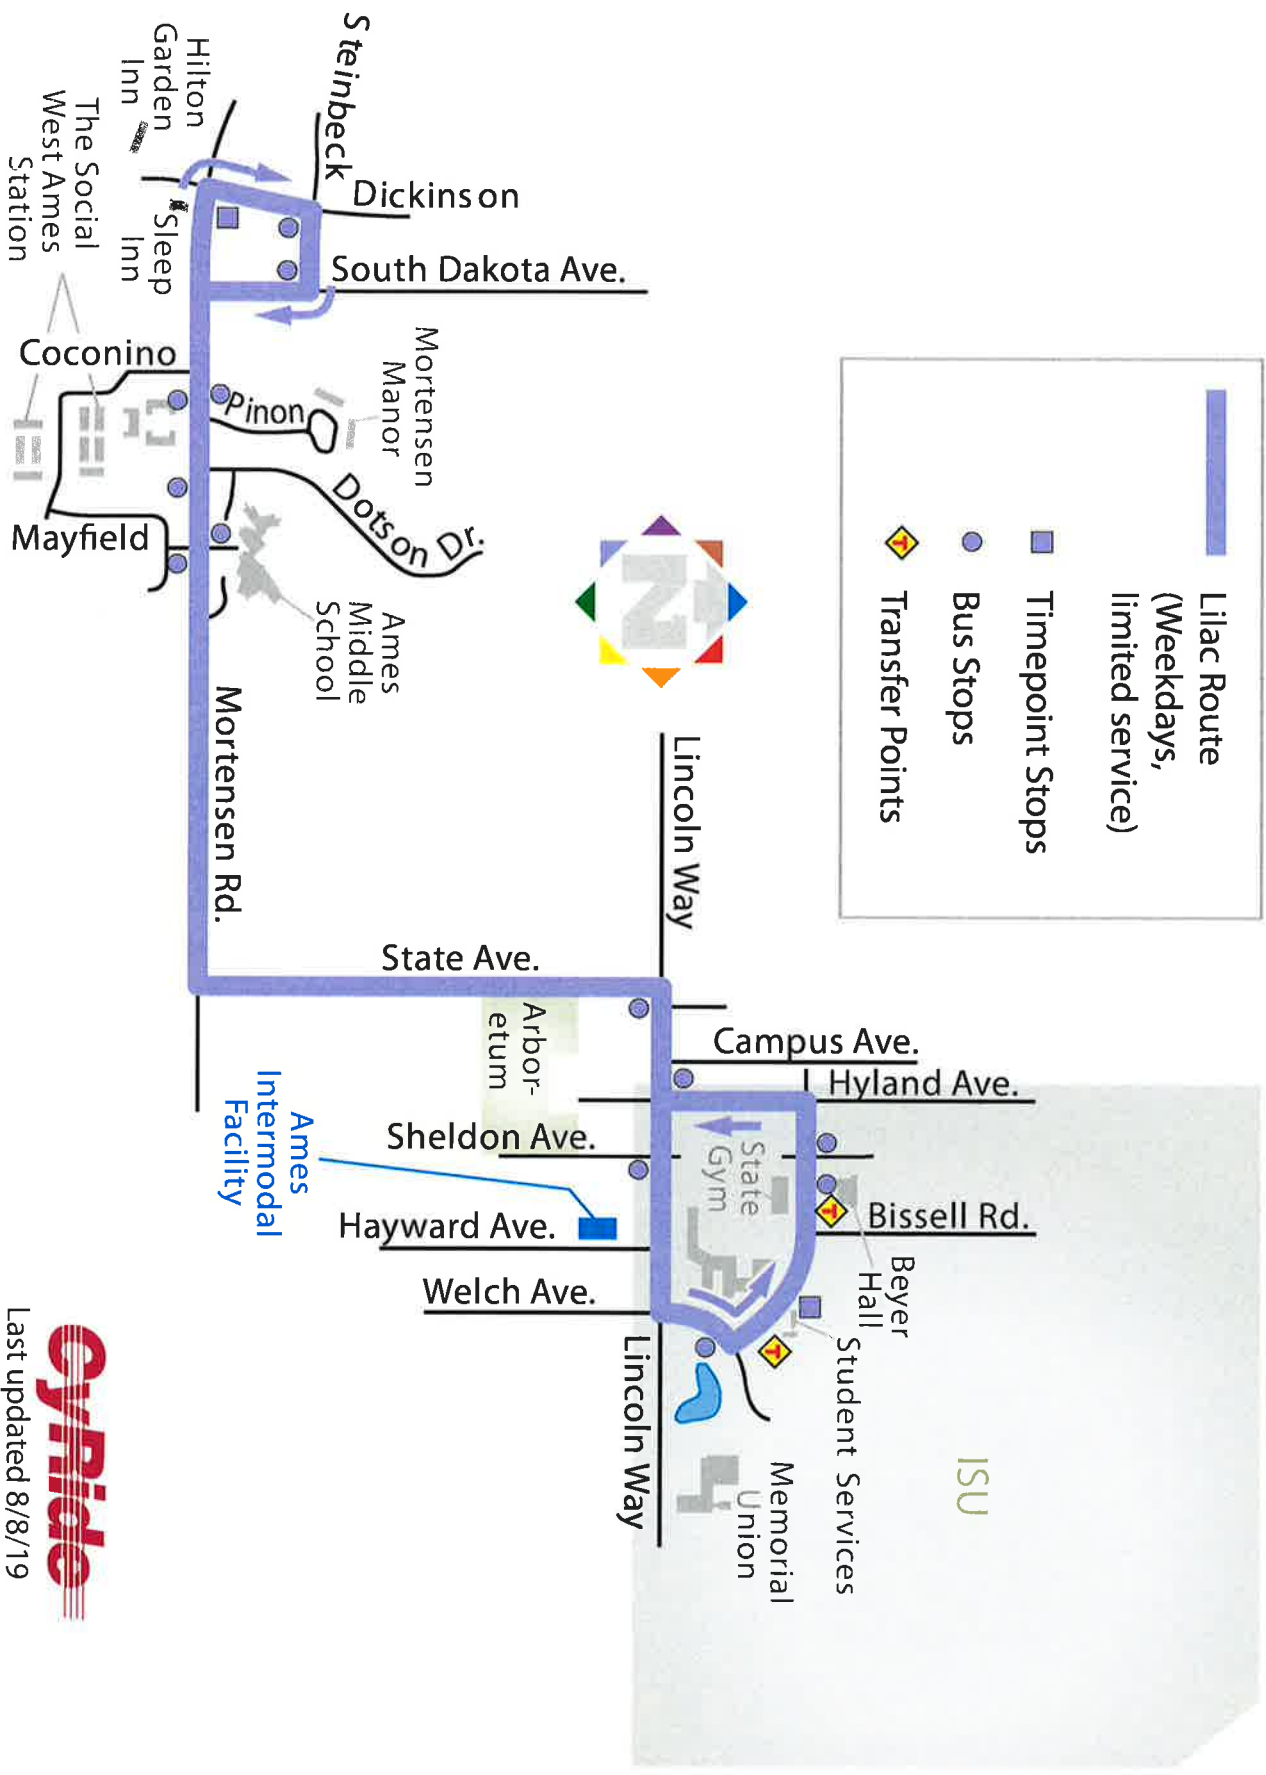 Lilac Route
(Weekdays,
limited service)
Timepoint Stops
Bus Stops
T
Transfer Points
Steinbeck
Dickinson
South Dakota Ave.
Hilton
Garden
Inn
Sleep
Inn
The Social
West Ames
Station
Coconino
Pinon
Mortensen
Manor
Dotson Dr.
Mayfield
Ames
Middle
School
Mortensen Rd.
N
Lincoln Way
State Ave.
Arbor-
etum
Campus Ave.
Hyland Ave.
Sheldon Ave.
State
Gym
T
Bissell Rd.
Beyer
Hall
Ames
Intermodal
Facility
Hayward Ave.
Welch Ave.
T
Student Services
Lincoln Way
Memorial
Union
ISU
CyRide
Last updated 8/8/19